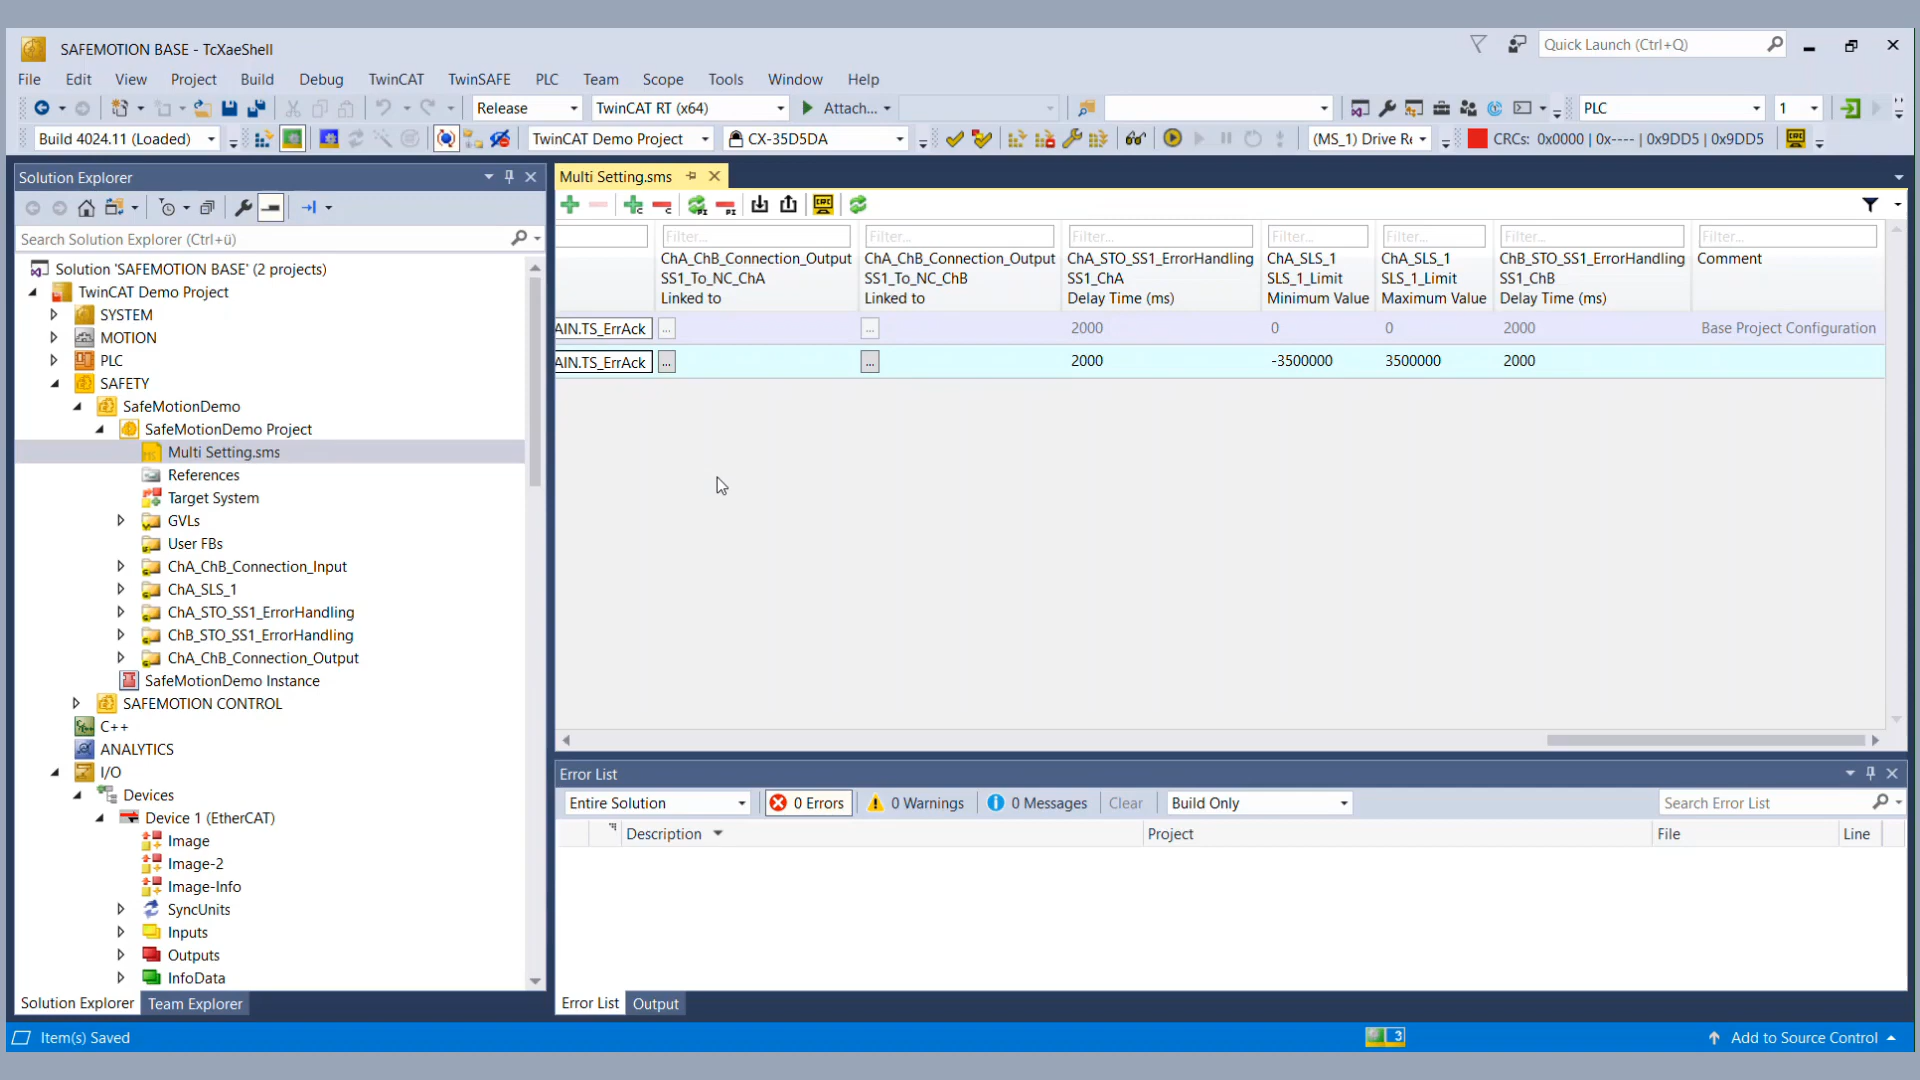 SAFEMOTION BASE - TcXaeShell
Quick Launch (Ctrl+Q)
File Edit View Project Build Debug TwinCAT TwinSAFE PLC Team Scope Tools Window Help
Release TwinCAT RT (x64) Attach... PLC 1
Build 4024.11 (Loaded) TwinCAT Demo Project CX-35D5DA (MS_1) Drive Re CRCs: 0x0000 | 0x---- | 0x9DD5 | 0x9DD5
Solution Explorer
Search Solution Explorer (Ctrl+ü)
Solution 'SAFEMOTION BASE' (2 projects)
TwinCAT Demo Project
SYSTEM
MOTION
PLC
SAFETY
SafeMotionDemo
SafeMotionDemo Project
Multi Setting.sms
References
Target System
GVLs
User FBs
ChA_ChB_Connection_Input
ChA_SLS_1
ChA_STO_SS1_ErrorHandling
ChB_STO_SS1_ErrorHandling
ChA_ChB_Connection_Output
SafeMotionDemo Instance
SAFEMOTION CONTROL
C++
ANALYTICS
I/O
Devices
Device 1 (EtherCAT)
Image
Image-2
Image-Info
SyncUnits
Inputs
Outputs
InfoData
Solution Explorer Team Explorer
Multi Setting.sms
Filter... Filter... Filter... Filter... Filter... Filter... Filter...
ChA_ChB_Connection_Output ChA_ChB_Connection_Output ChA_STO_SS1_ErrorHandling ChA_SLS_1 ChA_SLS_1 ChB_STO_SS1_ErrorHandling Comment
SS1_To_NC_ChA SS1_To_NC_ChB SS1_ChA SLS_1_Limit SLS_1_Limit SS1_ChB
Linked to Linked to Delay Time (ms) Minimum Value Maximum Value Delay Time (ms)
AIN.TS_ErrAck ... ... 2000 0 0 2000 Base Project Configuration
AIN.TS_ErrAck ... ... 2000 -3500000 3500000 2000
Error List
Entire Solution 0 Errors 0 Warnings 0 Messages Clear Build Only Search Error List
Description Project File Line
Error List Output
Item(s) Saved 3 Add to Source Control